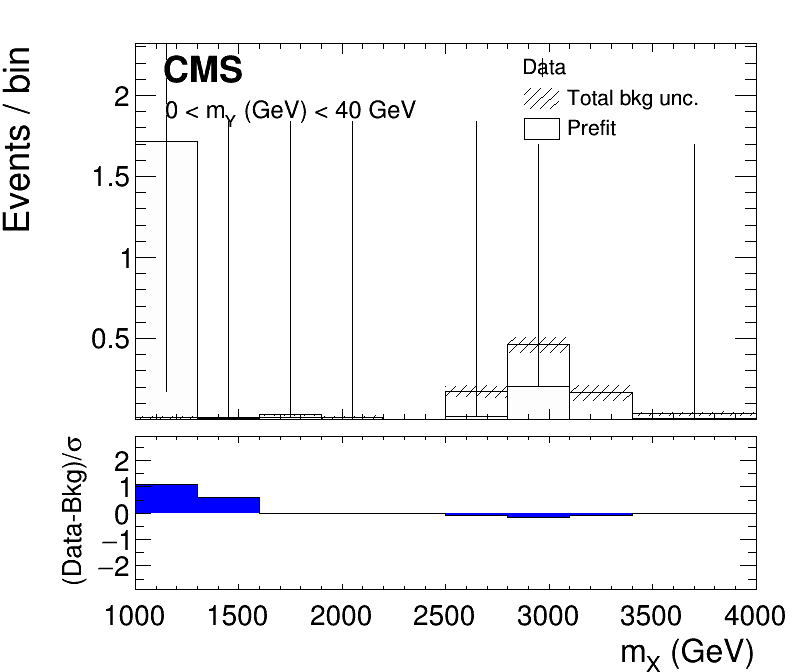 Events / bin
CMS
0 < mY (GeV) < 40 GeV
Data
Total bkg unc.
Prefit
2
1.5
1
0.5
(Data-Bkg)/σ
2
1
0
−1
−2
1000 1500 2000 2500 3000 3500 4000
mX (GeV)